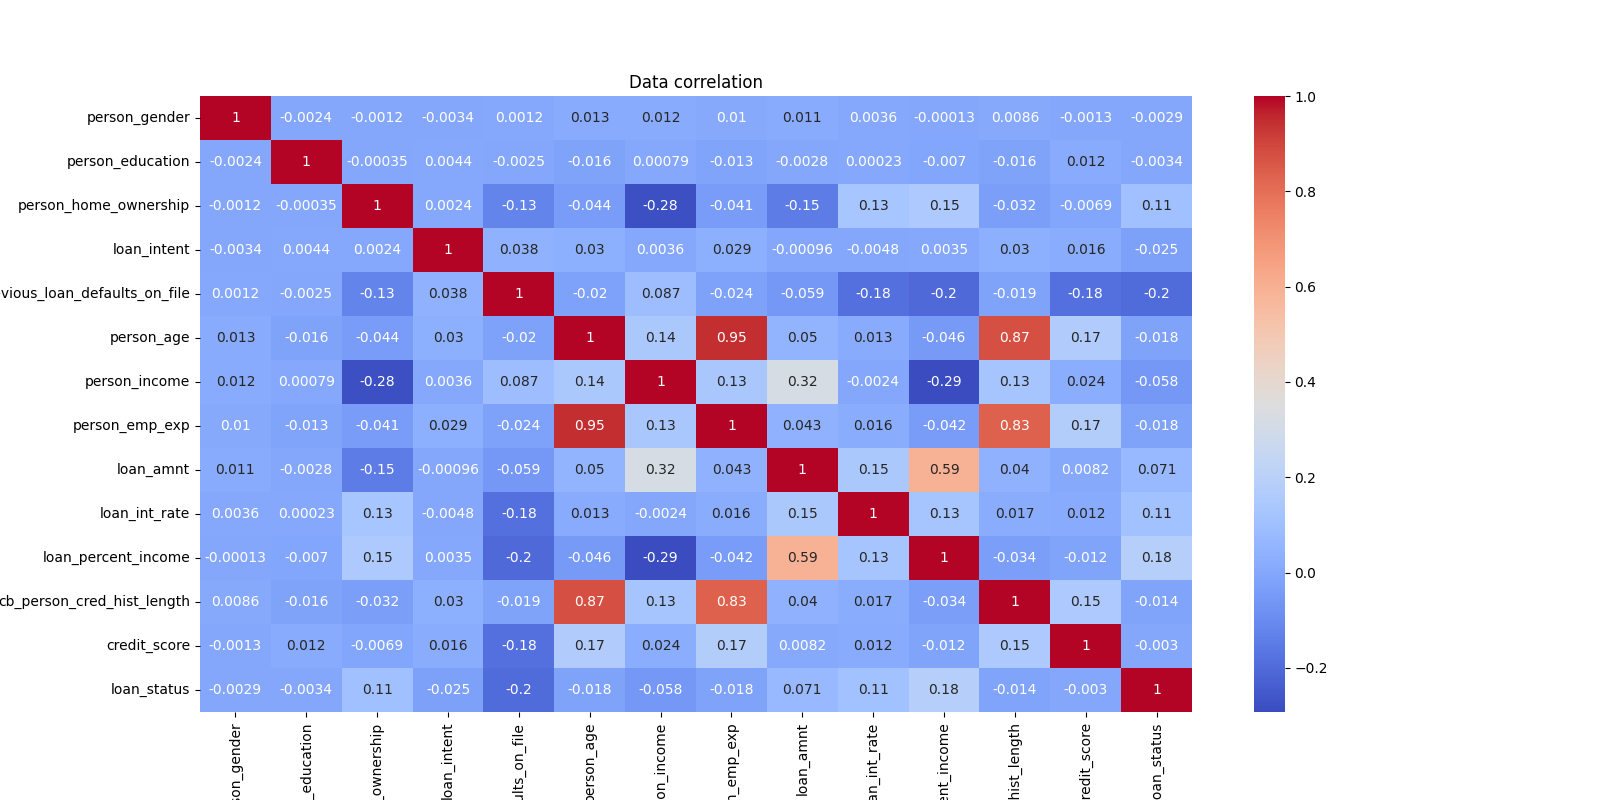 Data correlation
person_gender 1 -0.0024 -0.0012 -0.0034 0.0012 0.013 0.012 0.01 0.011 0.0036 -0.00013 0.0086 -0.0013 -0.0029
person_education -0.0024 1 -0.00035 0.0044 -0.0025 -0.016 0.00079 -0.013 -0.0028 0.00023 -0.007 -0.016 0.012 -0.0034
person_home_ownership -0.0012 -0.00035 1 0.0024 -0.13 -0.044 -0.28 -0.041 -0.15 0.13 0.15 -0.032 -0.0069 0.11
loan_intent -0.0034 0.0044 0.0024 1 0.038 0.03 0.0036 0.029 -0.00096 -0.0048 0.0035 0.03 0.016 -0.025
vious_loan_defaults_on_file 0.0012 -0.0025 -0.13 0.038 1 -0.02 0.087 -0.024 -0.059 -0.18 -0.2 -0.019 -0.18 -0.2
person_age 0.013 -0.016 -0.044 0.03 -0.02 1 0.14 0.95 0.05 0.013 -0.046 0.87 0.17 -0.018
person_income 0.012 0.00079 -0.28 0.0036 0.087 0.14 1 0.13 0.32 -0.0024 -0.29 0.13 0.024 -0.058
person_emp_exp 0.01 -0.013 -0.041 0.029 -0.024 0.95 0.13 1 0.043 0.016 -0.042 0.83 0.17 -0.018
loan_amnt 0.011 -0.0028 -0.15 -0.00096 -0.059 0.05 0.32 0.043 1 0.15 0.59 0.04 0.0082 0.071
loan_int_rate 0.0036 0.00023 0.13 -0.0048 -0.18 0.013 -0.0024 0.016 0.15 1 0.13 0.017 0.012 0.11
loan_percent_income -0.00013 -0.007 0.15 0.0035 -0.2 -0.046 -0.29 -0.042 0.59 0.13 1 -0.034 -0.012 0.18
cb_person_cred_hist_length 0.0086 -0.016 -0.032 0.03 -0.019 0.87 0.13 0.83 0.04 0.017 -0.034 1 0.15 -0.014
credit_score -0.0013 0.012 -0.0069 0.016 -0.18 0.17 0.024 0.17 0.0082 0.012 -0.012 0.15 1 -0.003
loan_status -0.0029 -0.0034 0.11 -0.025 -0.2 -0.018 -0.058 -0.018 0.071 0.11 0.18 -0.014 -0.003 1
son_gender
_education
_ownership
loan_intent
ults_on_file
person_age
on_income
n_emp_exp
loan_amnt
an_int_rate
ent_income
hist_length
redit_score
oan_status
1.0
0.8
0.6
0.4
0.2
0.0
−0.2